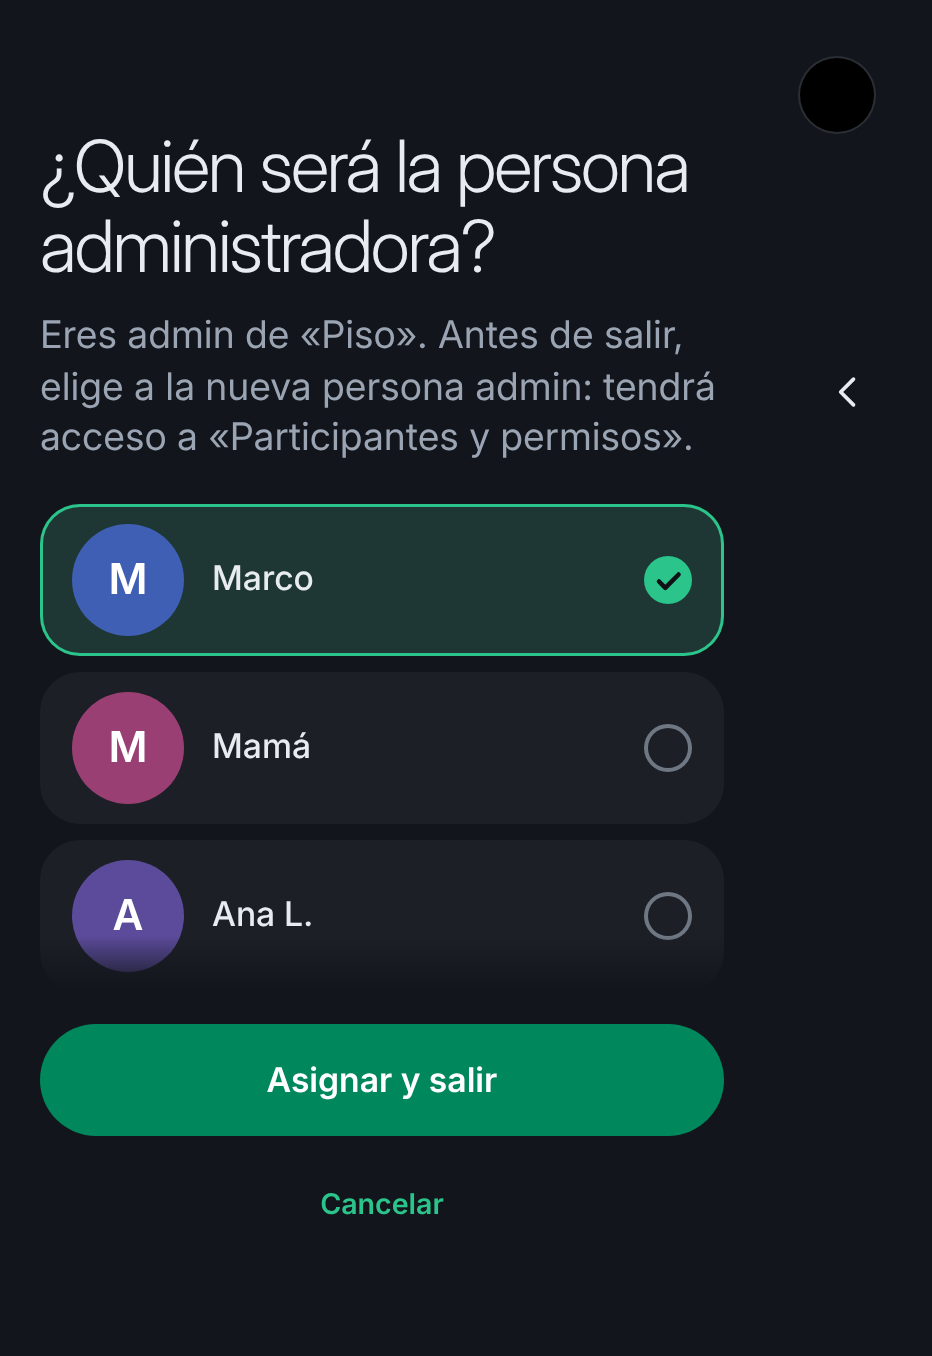 ¿Quién será la persona
administradora?
Eres admin de «Piso». Antes de salir,
elige a la nueva persona admin: tendrá
acceso a «Participantes y permisos».
M Marco
M Mamá
A Ana L.
Asignar y salir
Cancelar